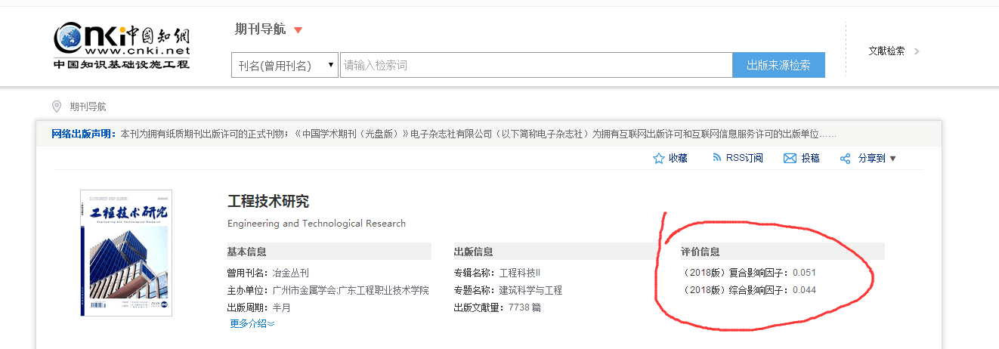 Cnki 中国知網
www.cnki.net
中国知识基础设施工程
期刊导航
刊名(曾用刊名)
请输入检索词
出版来源检索
文献检索
期刊导航
网络出版声明：本刊为拥有纸质期刊出版许可的正式刊物；《中国学术期刊（光盘版）》电子杂志社有限公司（以下简称电子杂志社）为拥有互联网出版许可和互联网信息服务许可的出版单位……
收藏 RSS订阅 投稿 分享到
工程技术研究
Engineering and Technological Research
工程技术研究
Engineering and Technological Research
基本信息
曾用刊名：冶金丛刊
主办单位：广州市金属学会;广东工程职业技术学院
出版周期：半月
更多介绍
出版信息
专辑名称：工程科技II
专题名称：建筑科学与工程
出版文献量：7738 篇
评价信息
（2018版）复合影响因子：0.051
（2018版）综合影响因子：0.044